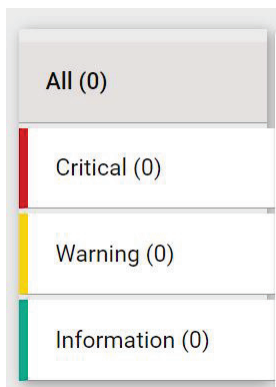 All (0)
Critical (0)
Warning (0)
Information (0)